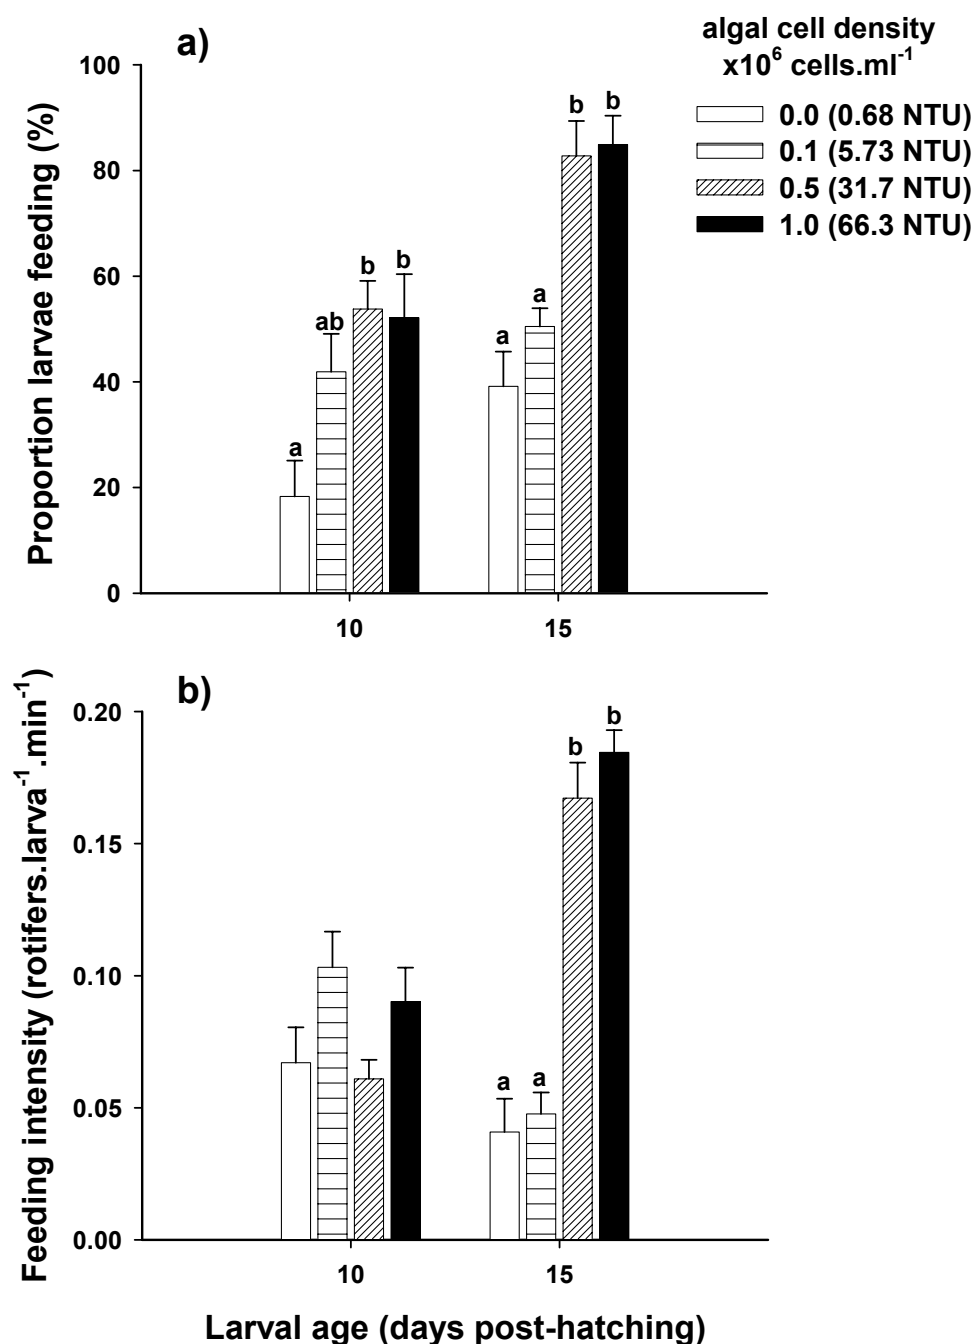 a)
algal cell density
x10⁶ cells.ml⁻¹
0.0 (0.68 NTU)
0.1 (5.73 NTU)
0.5 (31.7 NTU)
1.0 (66.3 NTU)
Proportion larvae feeding (%)
100
80
60
40
20
0
a
ab
b
b
a
a
b
b
10
15
b)
Feeding intensity (rotifers.larva⁻¹.min⁻¹)
0.20
0.15
0.10
0.05
0.00
a
a
b
b
10
15
Larval age (days post-hatching)